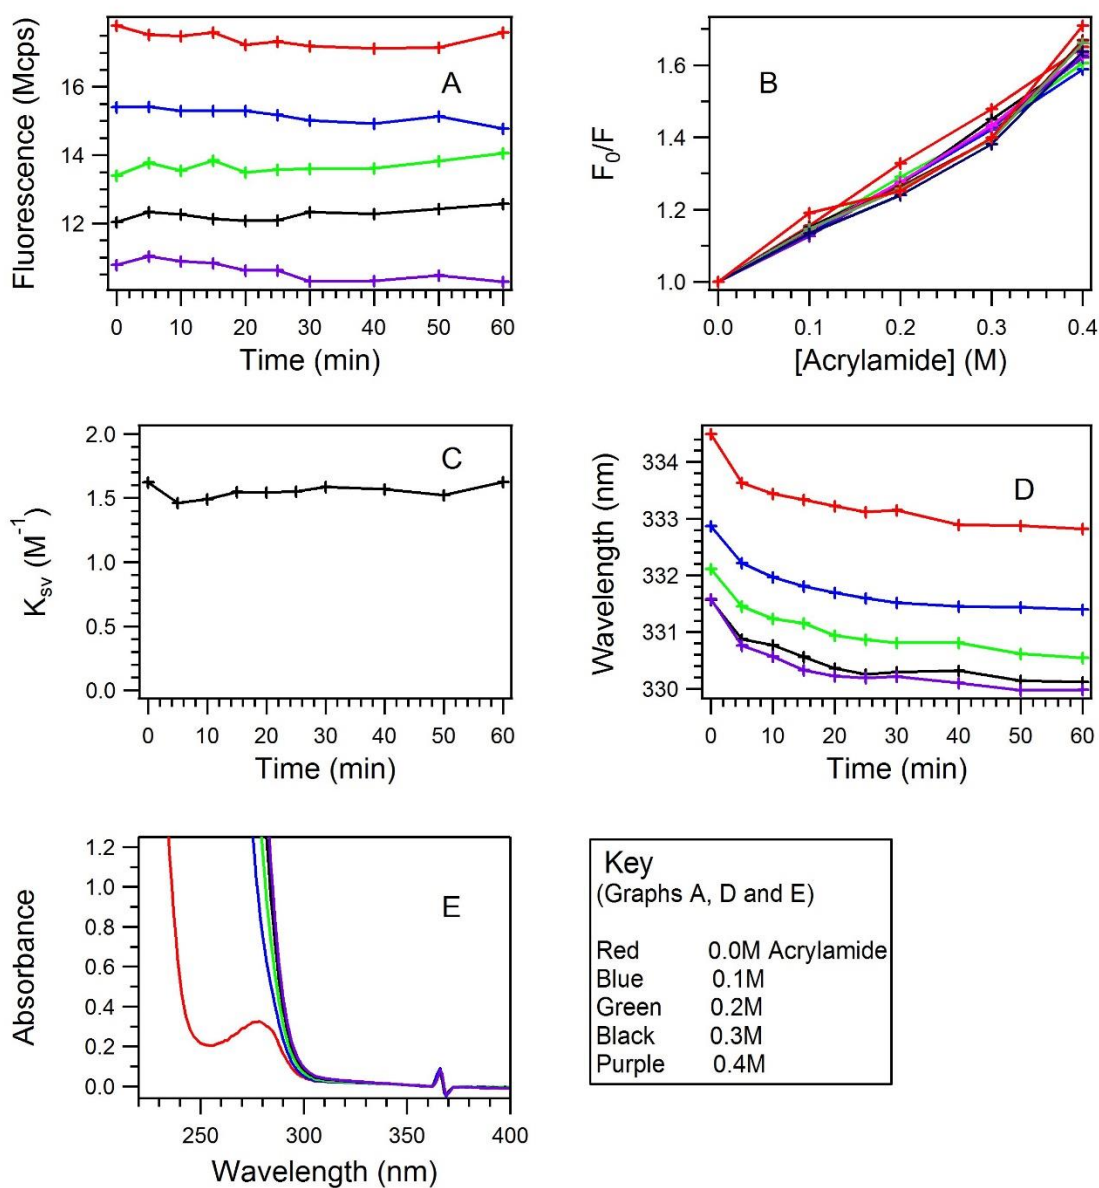 A
Fluorescence (Mcps)
16
14
12
0 10 20 30 40 50 60
Time (min)
B
F₀/F
1.6
1.4
1.2
1.0
0.0 0.1 0.2 0.3 0.4
[Acrylamide] (M)
C
Ksv (M⁻¹)
2.0
1.5
1.0
0.5
0.0
0 10 20 30 40 50 60
Time (min)
D
Wavelength (nm)
334
333
332
331
330
0 10 20 30 40 50 60
Time (min)
E
Absorbance
1.2
1.0
0.8
0.6
0.4
0.2
0.0
250 300 350 400
Wavelength (nm)
Key
(Graphs A, D and E)
Red 0.0M Acrylamide
Blue 0.1M
Green 0.2M
Black 0.3M
Purple 0.4M